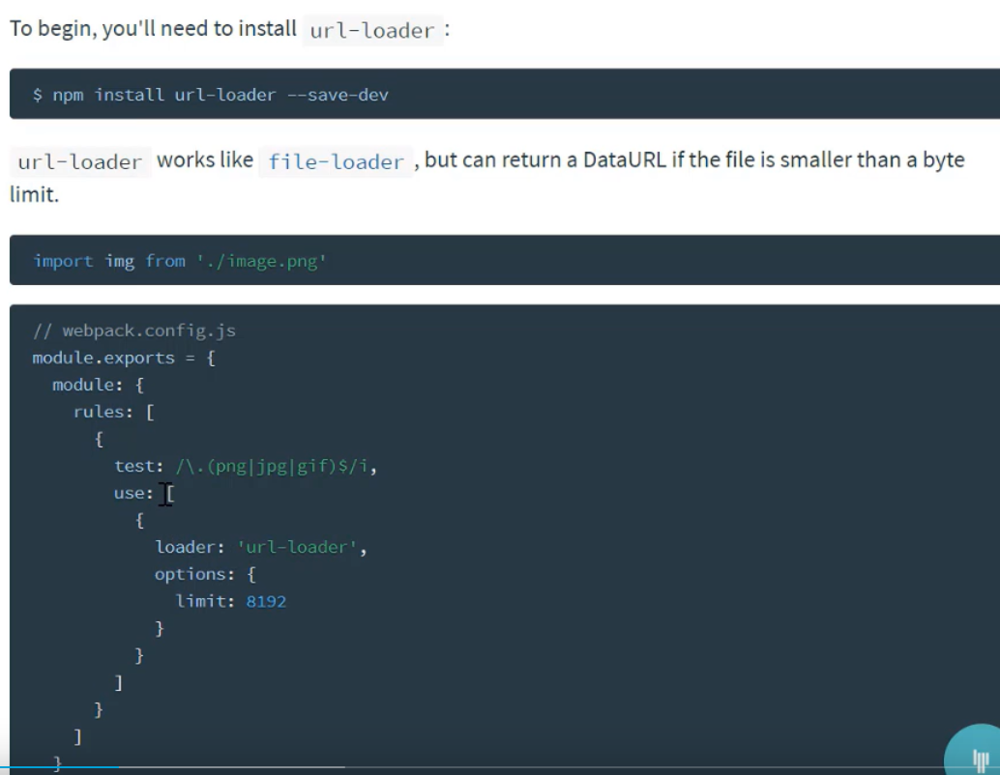 To begin, you'll need to install url-loader :
$ npm install url-loader --save-dev
url-loader works like file-loader , but can return a DataURL if the file is smaller than a byte
limit.
import img from './image.png'
// webpack.config.js
module.exports = {
  module: {
    rules: [
      {
        test: /\.(png|jpg|gif)$/i,
        use: [
          {
            loader: 'url-loader',
            options: {
              limit: 8192
            }
          }
        ]
      }
    ]
  }